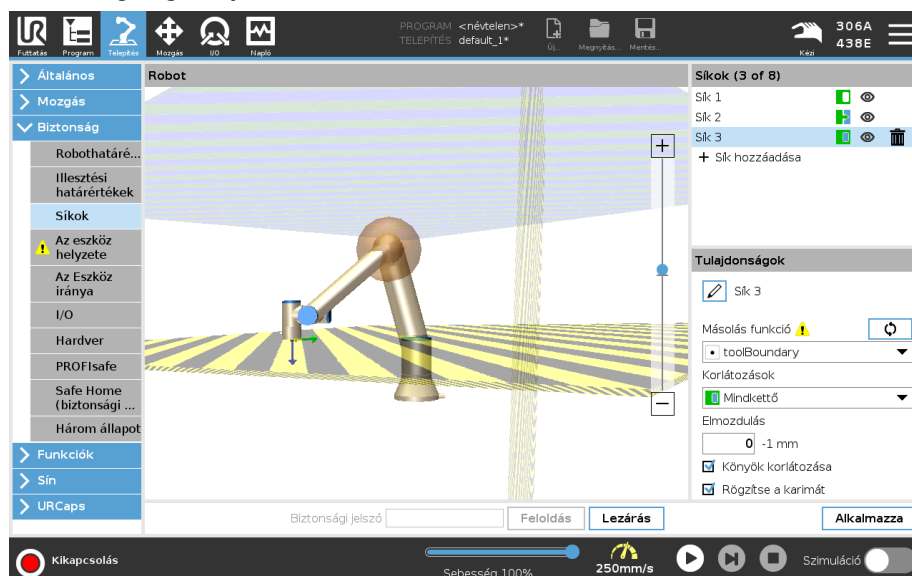 PROGRAM <névtelen>*
TELEPÍTÉS default_1*
Futtatás
Program
Telepítés
Mozgás
I/O
Napló
Új...
Megnyitás...
Mentés...
Kézi
306A
438E
Általános
Mozgás
Biztonság
Robothatáré...
Illesztési
határértékek
Síkok
Az eszköz
helyzete
Az Eszköz
iránya
I/O
Hardver
PROFIsafe
Safe Home
(biztonsági ...
Három állapot
Funkciók
Sín
URCaps
Robot
Síkok (3 of 8)
Sík 1
Sík 2
Sík 3
+ Sík hozzáadása
Tulajdonságok
Sík 3
Másolás funkció
toolBoundary
Korlátozások
Mindkettő
Elmozdulás
0 -1 mm
Könyök korlátozása
Rögzítse a karimát
Biztonsági jelszó
Feloldás
Lezárás
Alkalmazza
Kikapcsolás
Sebesség 100%
250mm/s
Szimuláció